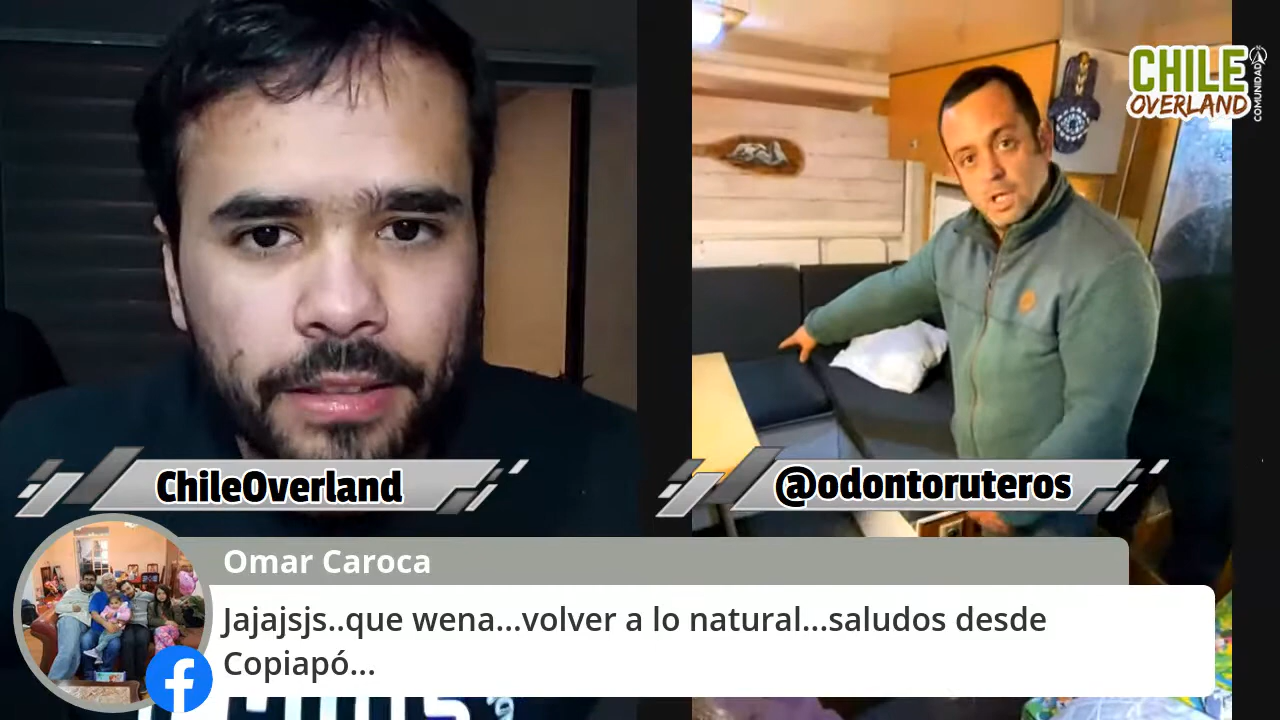 CHILE
OVERLAND
COMUNIDAD
ChileOverland
@odontoruteros
Omar Caroca
Jajajsjs..que wena...volver a lo natural...saludos desde
Copiapó...